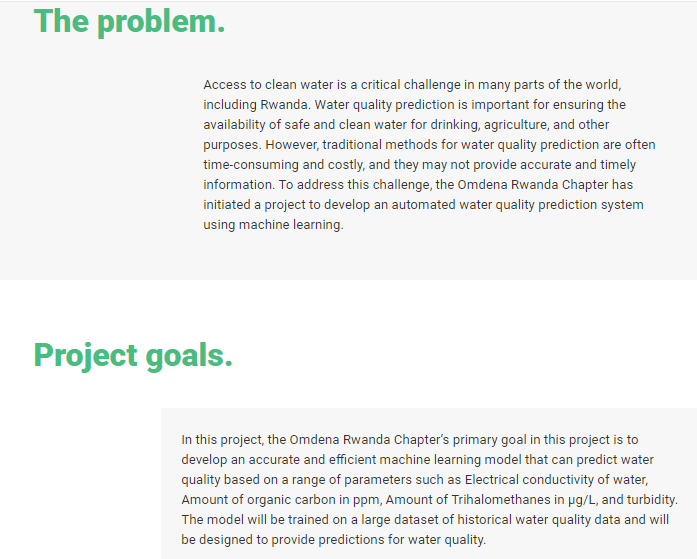 The problem.
Access to clean water is a critical challenge in many parts of the world,
including Rwanda. Water quality prediction is important for ensuring the
availability of safe and clean water for drinking, agriculture, and other
purposes. However, traditional methods for water quality prediction are often
time-consuming and costly, and they may not provide accurate and timely
information. To address this challenge, the Omdena Rwanda Chapter has
initiated a project to develop an automated water quality prediction system
using machine learning.
Project goals.
In this project, the Omdena Rwanda Chapter’s primary goal in this project is to
develop an accurate and efficient machine learning model that can predict water
quality based on a range of parameters such as Electrical conductivity of water,
Amount of organic carbon in ppm, Amount of Trihalomethanes in μg/L, and turbidity.
The model will be trained on a large dataset of historical water quality data and will
be designed to provide predictions for water quality.